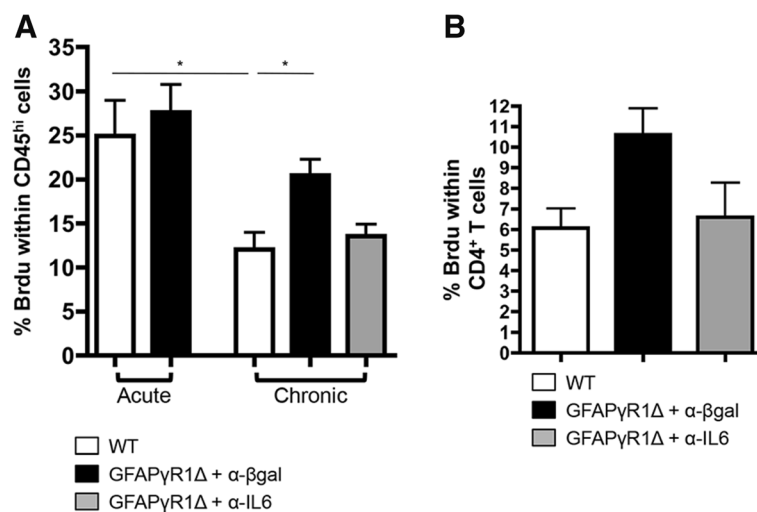 A
% Brdu within CD45hi cells
35
30
25
20
15
10
5
0
*
*
Acute
Chronic
WT
GFAPγR1Δ + α-βgal
GFAPγR1Δ + α-IL6
B
% Brdu within
CD4+ T cells
12
11
10
9
8
7
6
5
4
3
2
1
0
WT
GFAPγR1Δ + α-βgal
GFAPγR1Δ + α-IL6